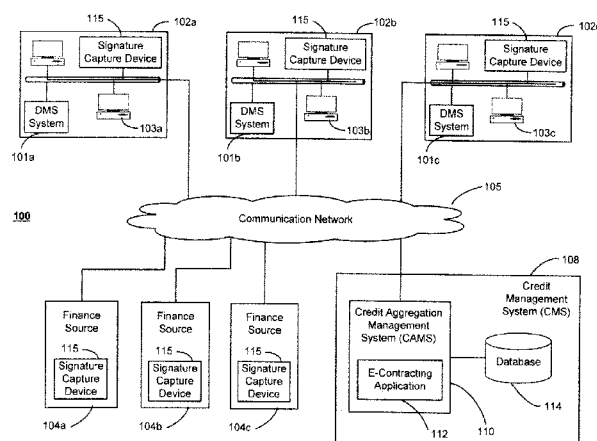 115
102a
Signature
Capture Device
DMS
System
101a
103a
115
102b
Signature
Capture Device
DMS
System
101b
103b
115
102c
Signature
Capture Device
DMS
System
101c
103c
100
105
Communication Network
Finance
Source
115
Signature
Capture
Device
104a
Finance
Source
115
Signature
Capture
Device
104b
Finance
Source
115
Signature
Capture
Device
104c
108
Credit
Management
System (CMS)
Credit Aggregation
Management
System (CAMS)
E-Contracting
Application
112
110
Database
114